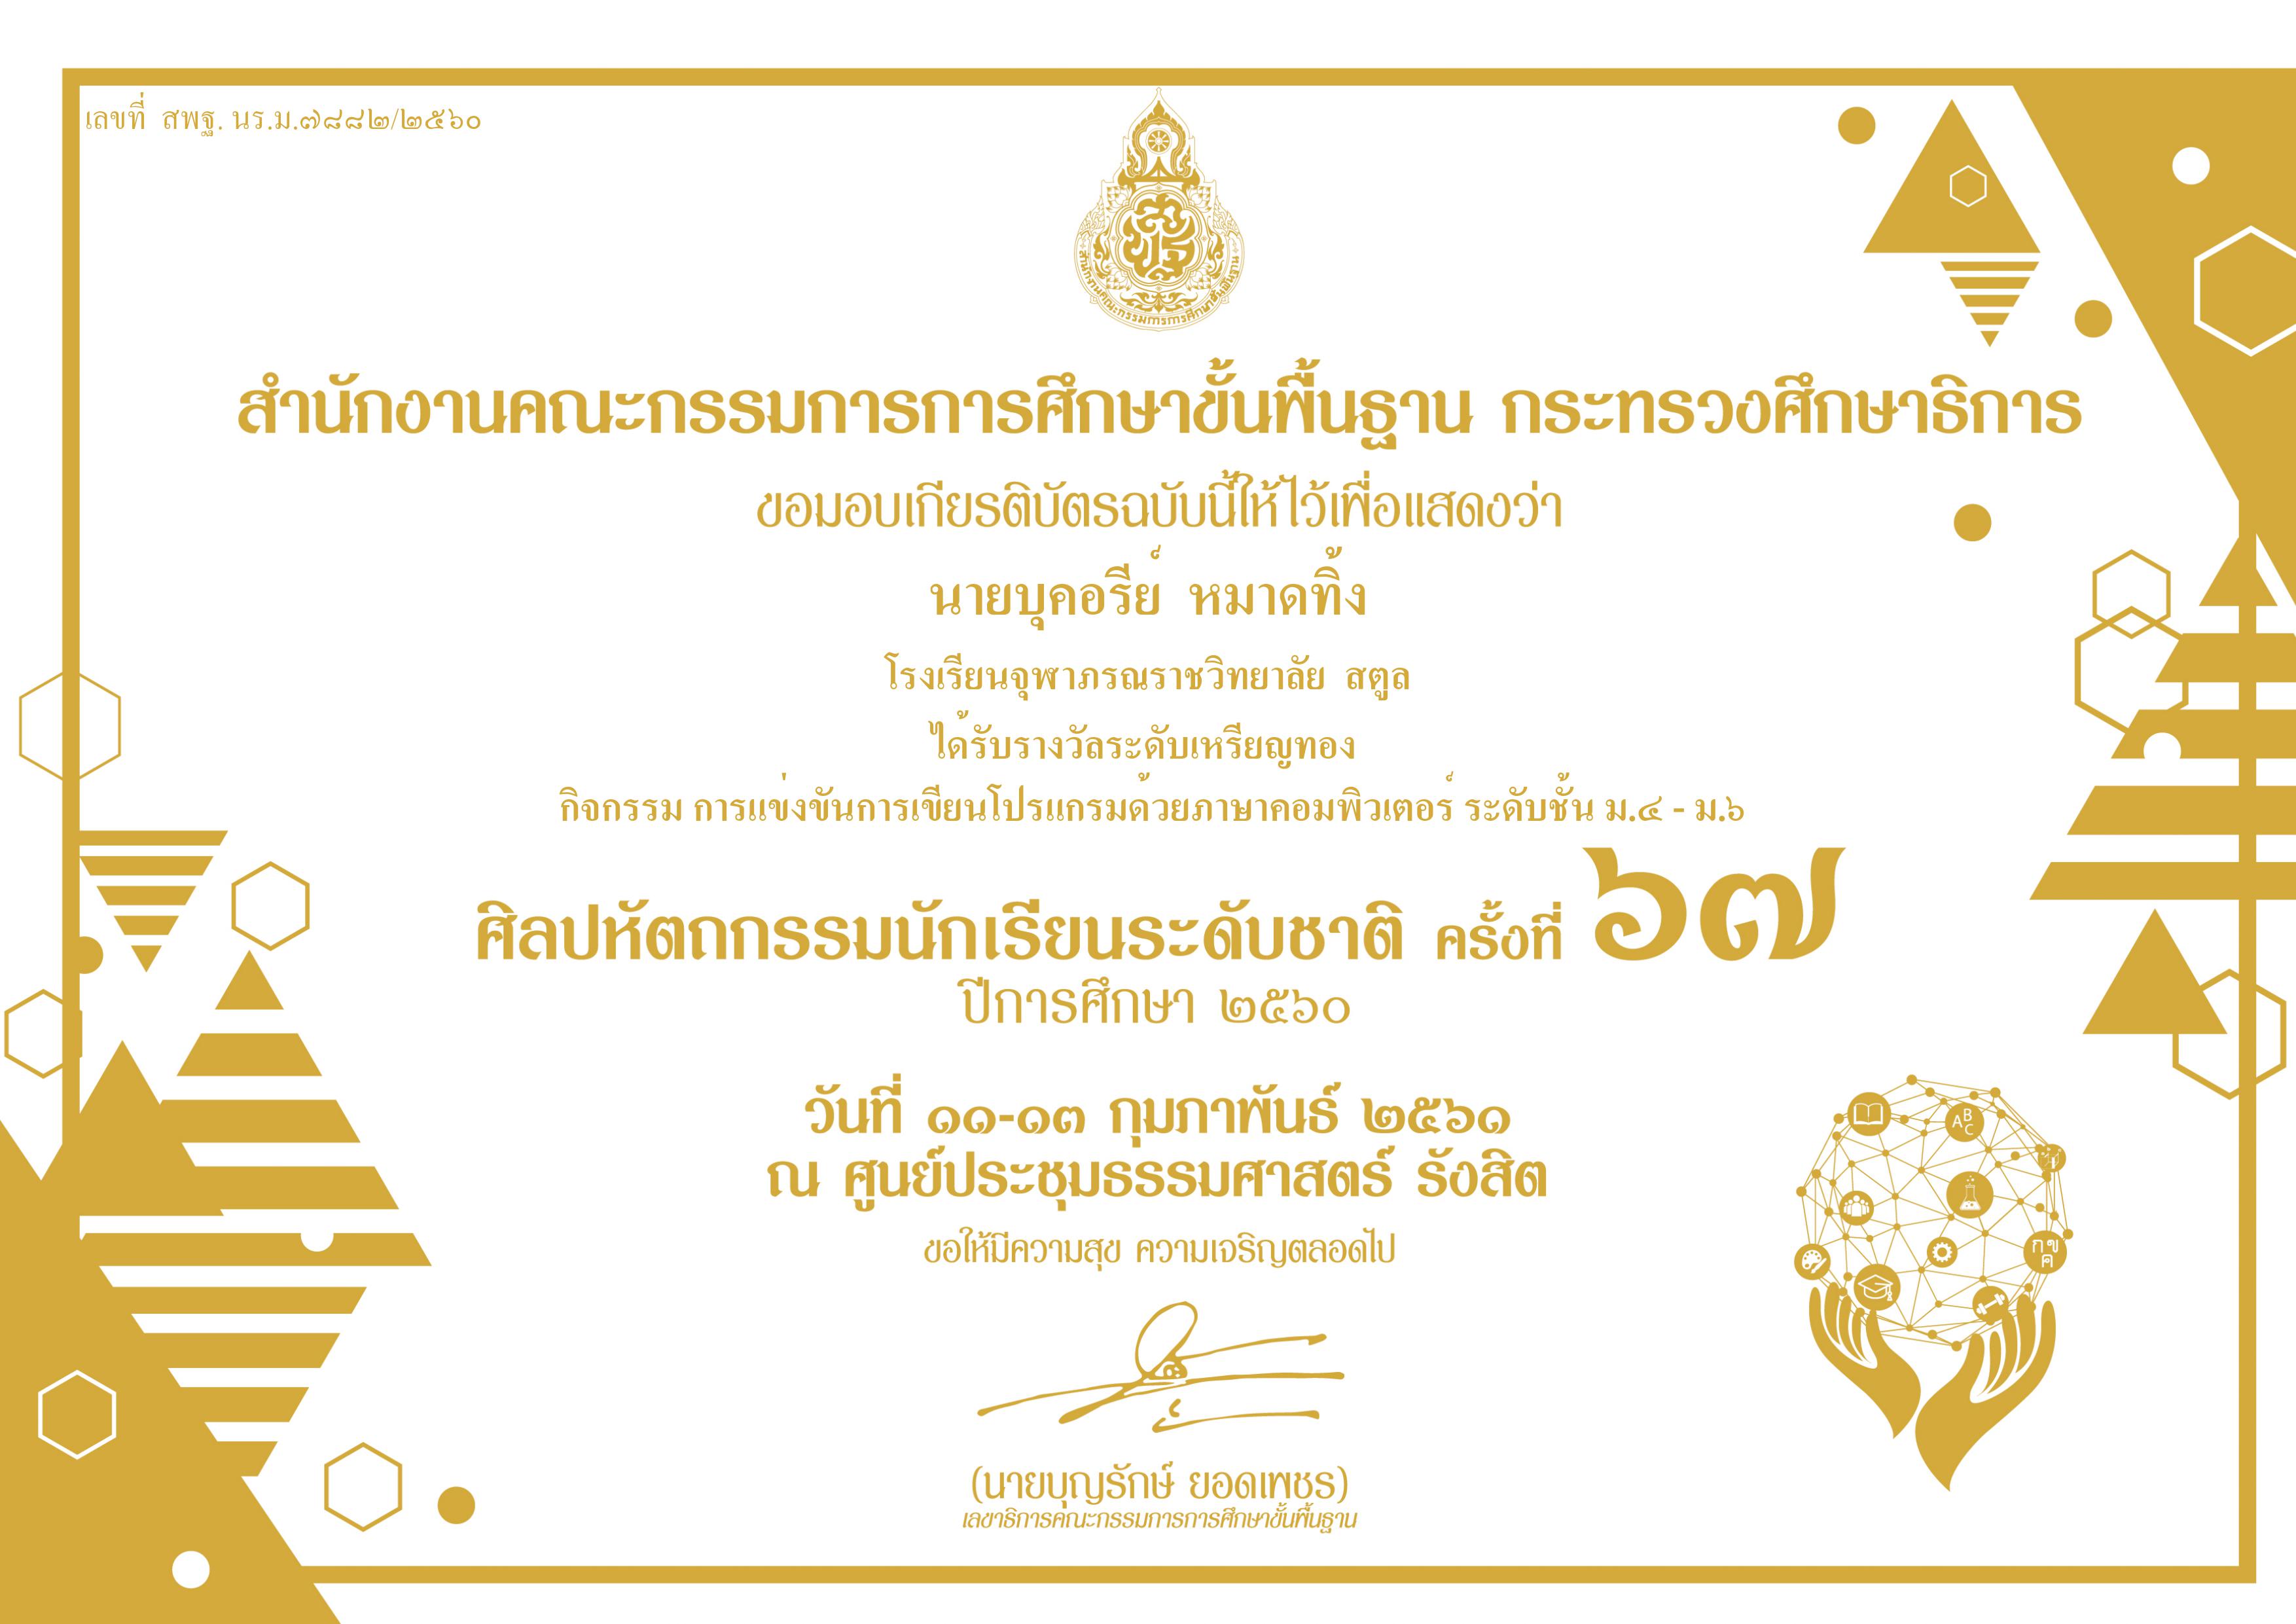 เลขที่ สพฐ. นร.ม.๗๘๘๒/๒๕๖๐
สำนักงานคณะกรรมการการศึกษาขั้นพื้นฐาน
สำนักงานคณะกรรมการการศึกษาขั้นพื้นฐาน กระทรวงศึกษาธิการ
ขอมอบเกียรติบัตรฉบับนี้ให้ไว้เพื่อแสดงว่า
นายบุคอรีย์ หมาดทิ้ง
โรงเรียนจุฬาภรณราชวิทยาลัย สตูล
ได้รับรางวัลระดับเหรียญทอง
กิจกรรม การแข่งขันการเขียนโปรแกรมด้วยภาษาคอมพิวเตอร์ ระดับชั้น ม.๔ - ม.๖
ศิลปหัตถกรรมนักเรียนระดับชาติ ครั้งที่ ๖๗
ปีการศึกษา ๒๕๖๐
วันที่ ๑๑-๑๓ กุมภาพันธ์ ๒๕๖๑
ณ ศูนย์ประชุมธรรมศาสตร์ รังสิต
ขอให้มีความสุข ความเจริญตลอดไป
A B C
ก ข ค
(นายบุญรักษ์ ยอดเพชร)
เลขาธิการคณะกรรมการการศึกษาขั้นพื้นฐาน